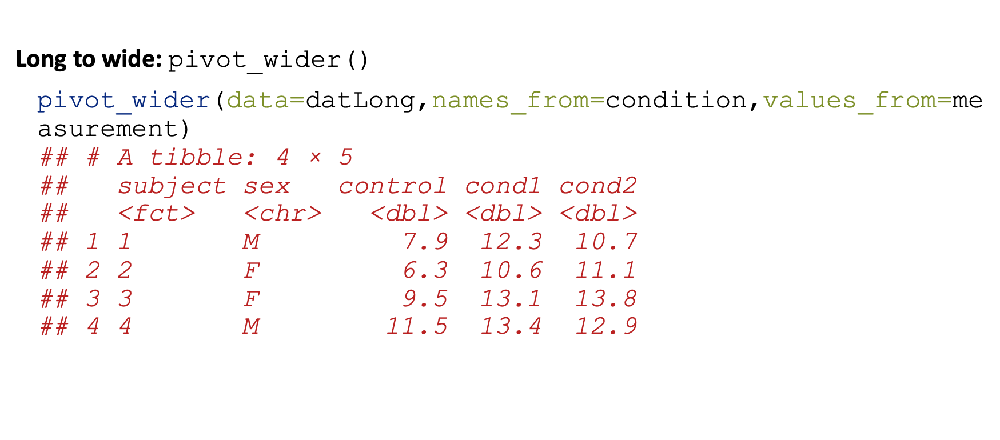 Long to wide: pivot_wider()
pivot_wider(data=datLong,names_from=condition,values_from=me
asurement)
## # A tibble: 4 × 5
##   subject sex   control cond1 cond2
##   <fct>   <chr>   <dbl> <dbl> <dbl>
## 1 1       M         7.9  12.3  10.7
## 2 2       F         6.3  10.6  11.1
## 3 3       F         9.5  13.1  13.8
## 4 4       M        11.5  13.4  12.9